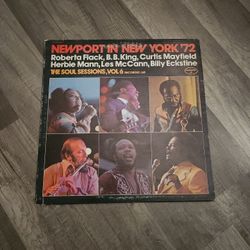 NEWPORT IN NEW YORK '72
Roberta Flack, B.B. King, Curtis Mayfield
Herbie Mann, Les McCann, Billy Eckstine
THE SOUL SESSIONS, VOL 6